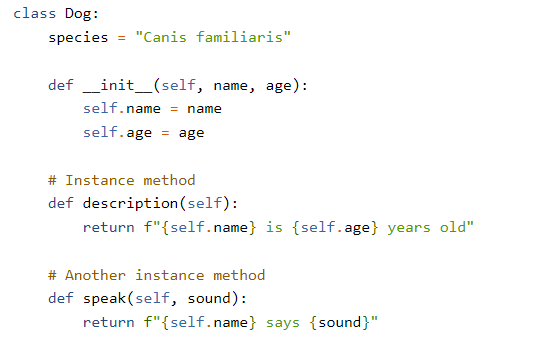 class Dog:
    species = "Canis familiaris"

    def __init__(self, name, age):
        self.name = name
        self.age = age

    # Instance method
    def description(self):
        return f"{self.name} is {self.age} years old"

    # Another instance method
    def speak(self, sound):
        return f"{self.name} says {sound}"